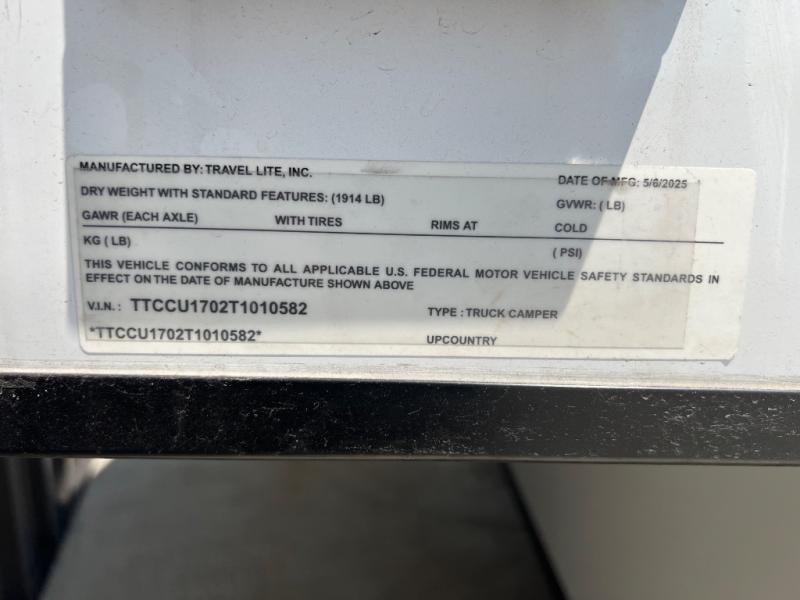 MANUFACTURED BY: TRAVEL LITE, INC.
DATE OF MFG: 5/6/2025
DRY WEIGHT WITH STANDARD FEATURES: (1914 LB)
GVWR: ( LB)
GAWR (EACH AXLE) WITH TIRES RIMS AT COLD
KG ( LB) ( PSI)
THIS VEHICLE CONFORMS TO ALL APPLICABLE U.S. FEDERAL MOTOR VEHICLE SAFETY STANDARDS IN
EFFECT ON THE DATE OF MANUFACTURE SHOWN ABOVE
V.I.N. : TTCCU1702T1010582 TYPE : TRUCK CAMPER
*TTCCU1702T1010582* UPCOUNTRY